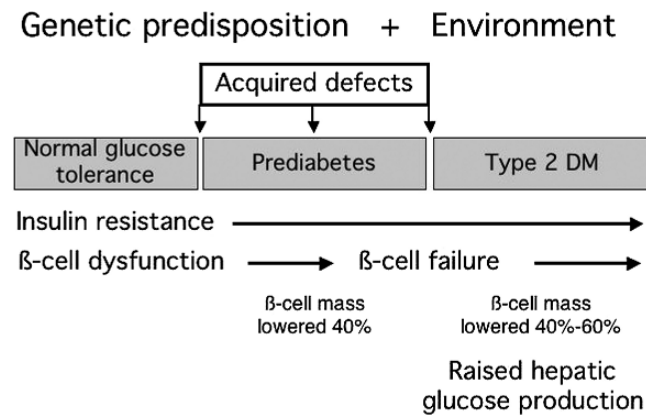 Genetic predisposition + Environment
Acquired defects
Normal glucose
tolerance
Prediabetes
Type 2 DM
Insulin resistance
ß-cell dysfunction
ß-cell failure
ß-cell mass
lowered 40%
ß-cell mass
lowered 40%-60%
Raised hepatic
glucose production